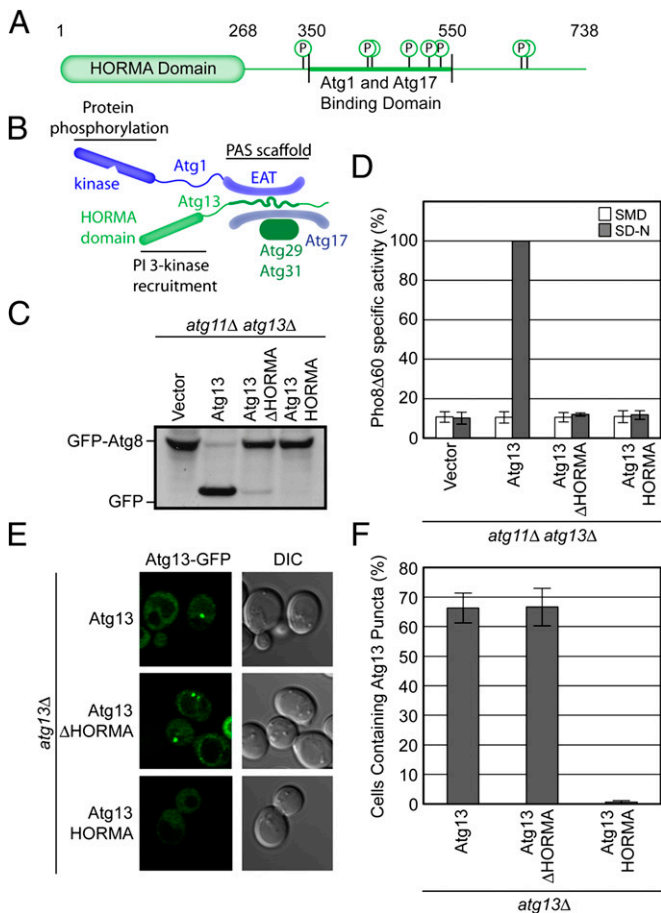 A
1 268 350 550 738
HORMA Domain
P P P P P P
Atg1 and Atg17
Binding Domain
B
Protein
phosphorylation
Atg1
kinase
PAS scaffold
EAT
Atg13
HORMA
domain
Atg17
Atg29
Atg31
PI 3-kinase
recruitment
C
atg11Δ atg13Δ
Vector
Atg13
Atg13
ΔHORMA
Atg13
HORMA
GFP-Atg8
GFP
D
SMD
SD-N
Pho8Δ60 specific activity (%)
120
100
80
60
40
20
0
Vector
Atg13
Atg13
ΔHORMA
Atg13
HORMA
atg11Δ atg13Δ
E
Atg13-GFP DIC
atg13Δ
Atg13
Atg13
ΔHORMA
Atg13
HORMA
F
Cells Containing Atg13 Puncta (%)
80
70
60
50
40
30
20
10
0
Atg13
Atg13
ΔHORMA
Atg13
HORMA
atg13Δ